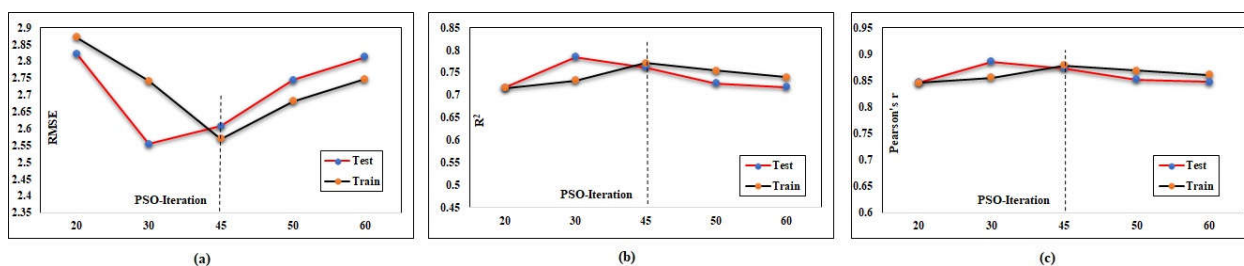 2.9
2.85
2.8
2.75
2.7
2.65
2.6
2.55
2.5
2.45
2.4
2.35
RMSE
PSO-Iteration
Test
Train
20 30 45 50 60
(a)
0.85
0.8
0.75
0.7
0.65
0.6
0.55
0.5
0.45
R²
PSO-Iteration
Test
Train
20 30 45 50 60
(b)
0.95
0.9
0.85
0.8
0.75
0.7
0.65
0.6
Pearson's r
PSO-Iteration
Test
Train
20 30 45 50 60
(c)